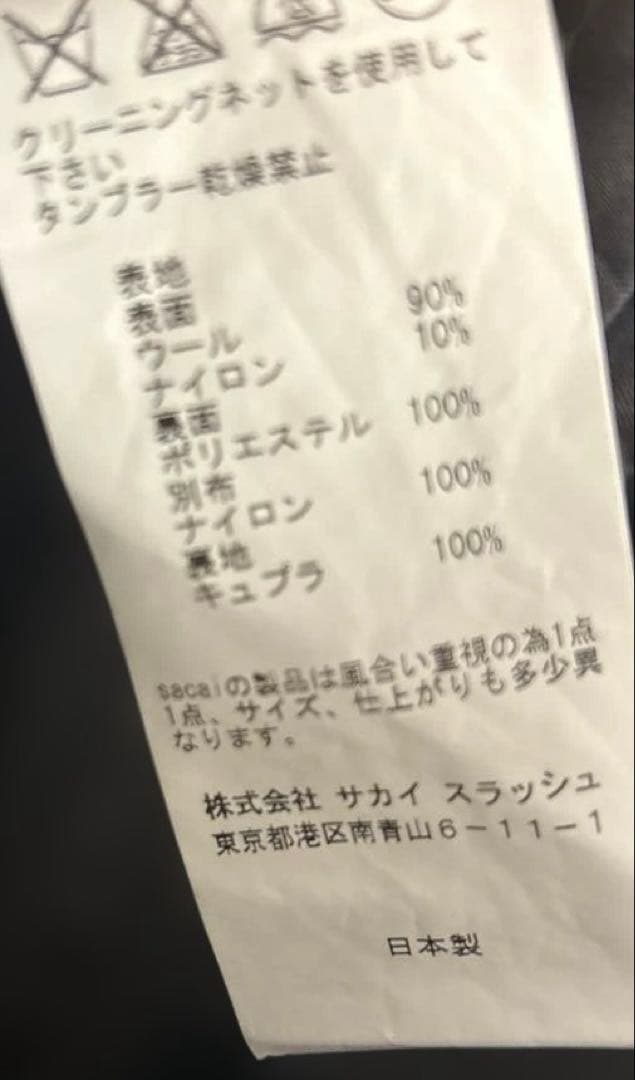 クリーニングネットを使用して
下さい
タンブラー乾燥禁止
表地
表面
ウール 90%
ナイロン 10%
裏面
ポリエステル 100%
別布
ナイロン 100%
裏地
キュプラ 100%
sacaiの製品は風合い重視の為1点
1点、サイズ、仕上がりも多少異
なります。
株式会社 サカイ スラッシュ
東京都港区南青山6-11-1
日本製